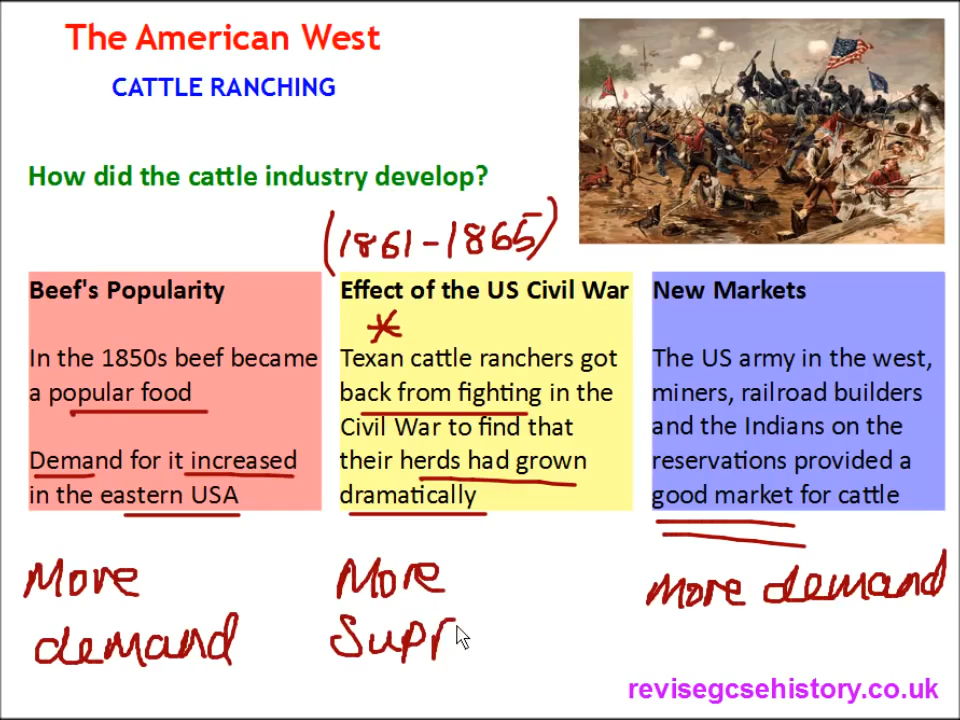 The American West
CATTLE RANCHING
How did the cattle industry develop?
(1861-1865)
Beef's Popularity
In the 1850s beef became
a popular food
Demand for it increased
in the eastern USA
More
demand
Effect of the US Civil War
*
Texan cattle ranchers got
back from fighting in the
Civil War to find that
their herds had grown
dramatically
More
New Markets
The US army in the west,
miners, railroad builders
and the Indians on the
reservations provided a
good market for cattle
More demand
revisegcsehistory.co.uk